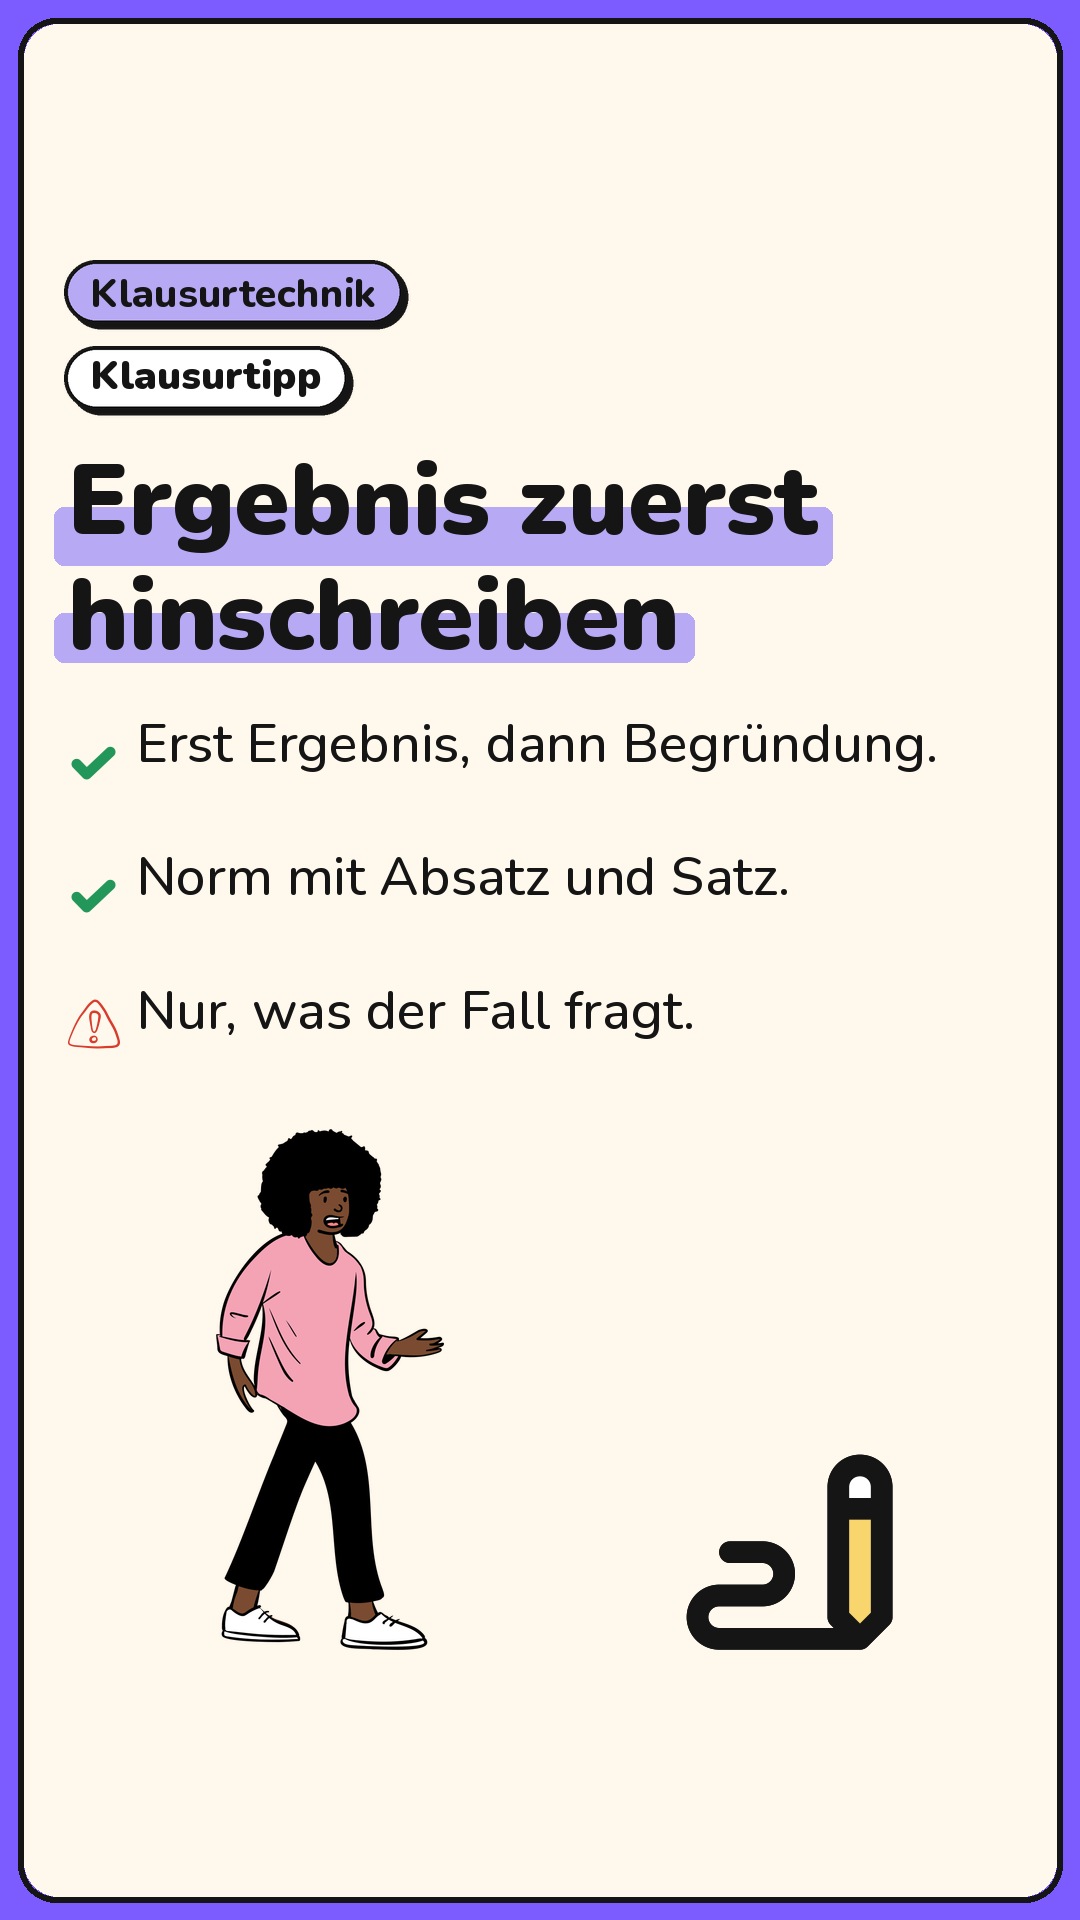 Klausurtechnik
Klausurtipp
Ergebnis zuerst
hinschreiben
Erst Ergebnis, dann Begründung.
Norm mit Absatz und Satz.
Nur, was der Fall fragt.